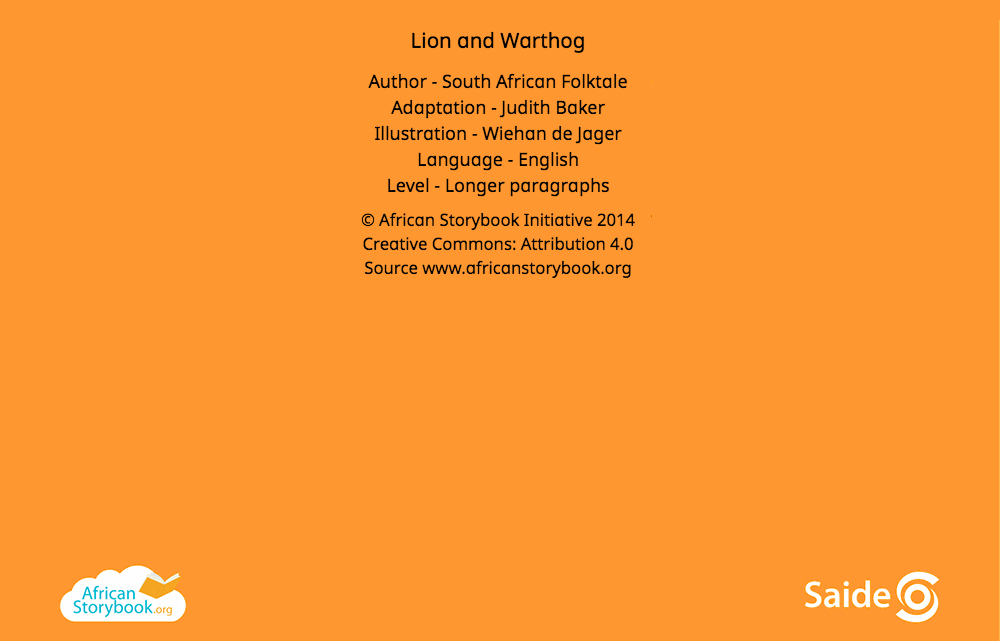 Lion and Warthog
Author - South African Folktale
Adaptation - Judith Baker
Illustration - Wiehan de Jager
Language - English
Level - Longer paragraphs
© African Storybook Initiative 2014
Creative Commons: Attribution 4.0
Source www.africanstorybook.org
African
Storybook.org
Saide